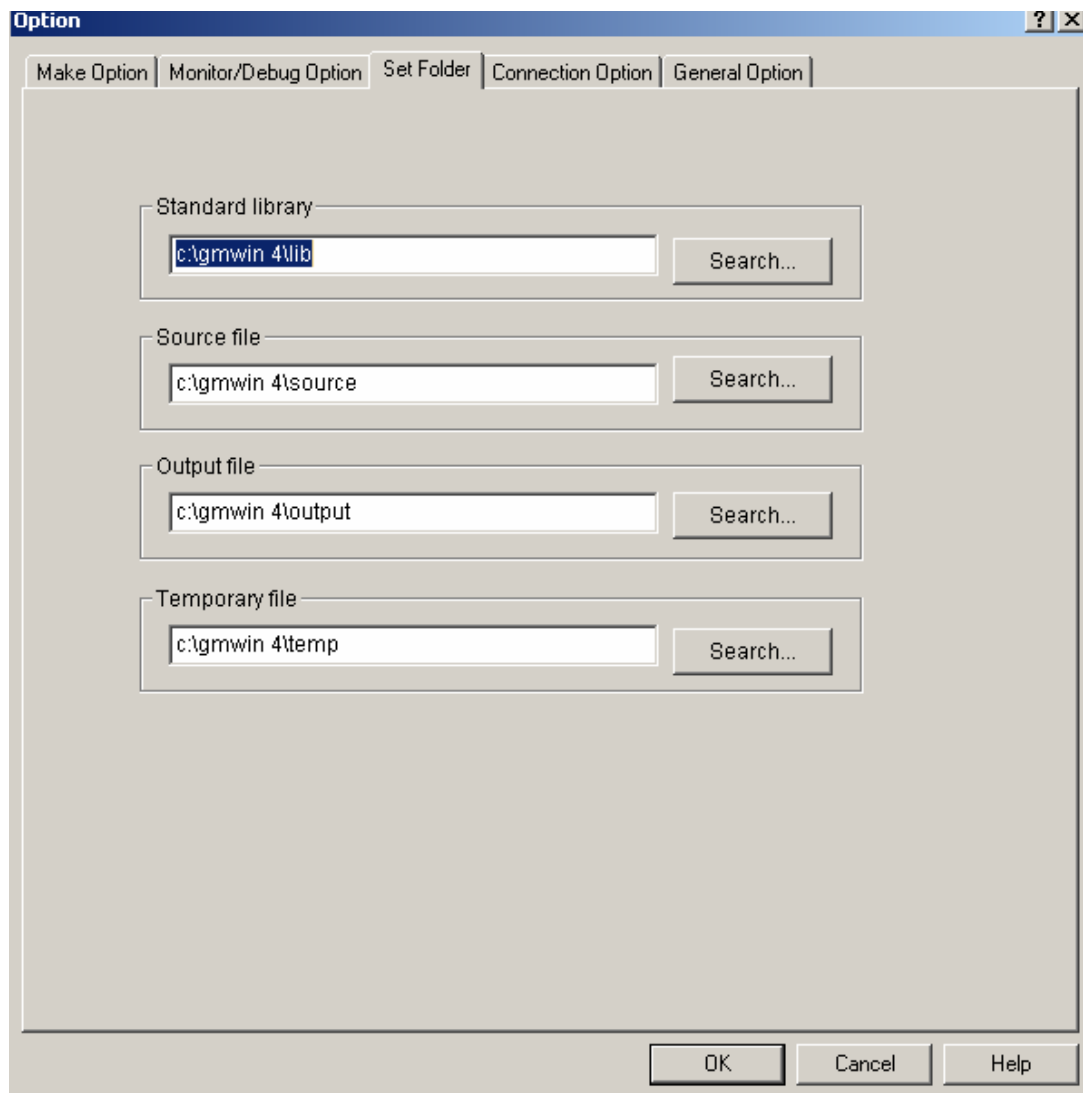 Option
Make Option Monitor/Debug Option Set Folder Connection Option General Option
Standard library
c:\gmwin 4\lib Search...
Source file
c:\gmwin 4\source Search...
Output file
c:\gmwin 4\output Search...
Temporary file
c:\gmwin 4\temp Search...
OK Cancel Help